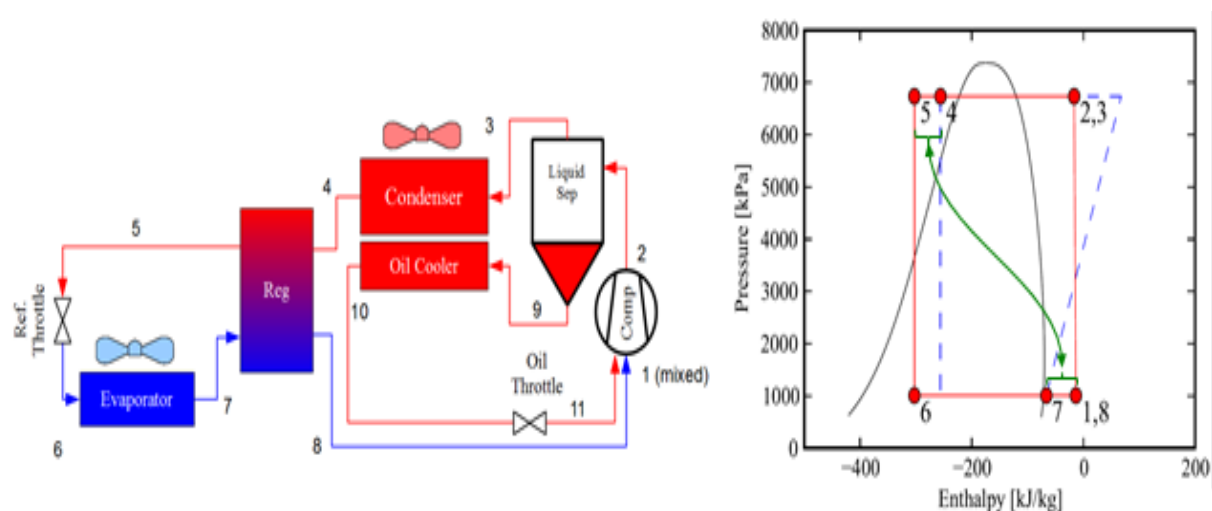 3
Liquid
Sep
4
Condenser
5
2
Oil Cooler
Reg
Comp
10
9
Ref.
Throttle
Oil
Throttle
1 (mixed)
Evaporator
7
11
6
8
8000
7000
6000
5000
4000
3000
2000
1000
0
Pressure [kPa]
5 4
2,3
6
7
1,8
−400
−200
0
200
Enthalpy [kJ/kg]